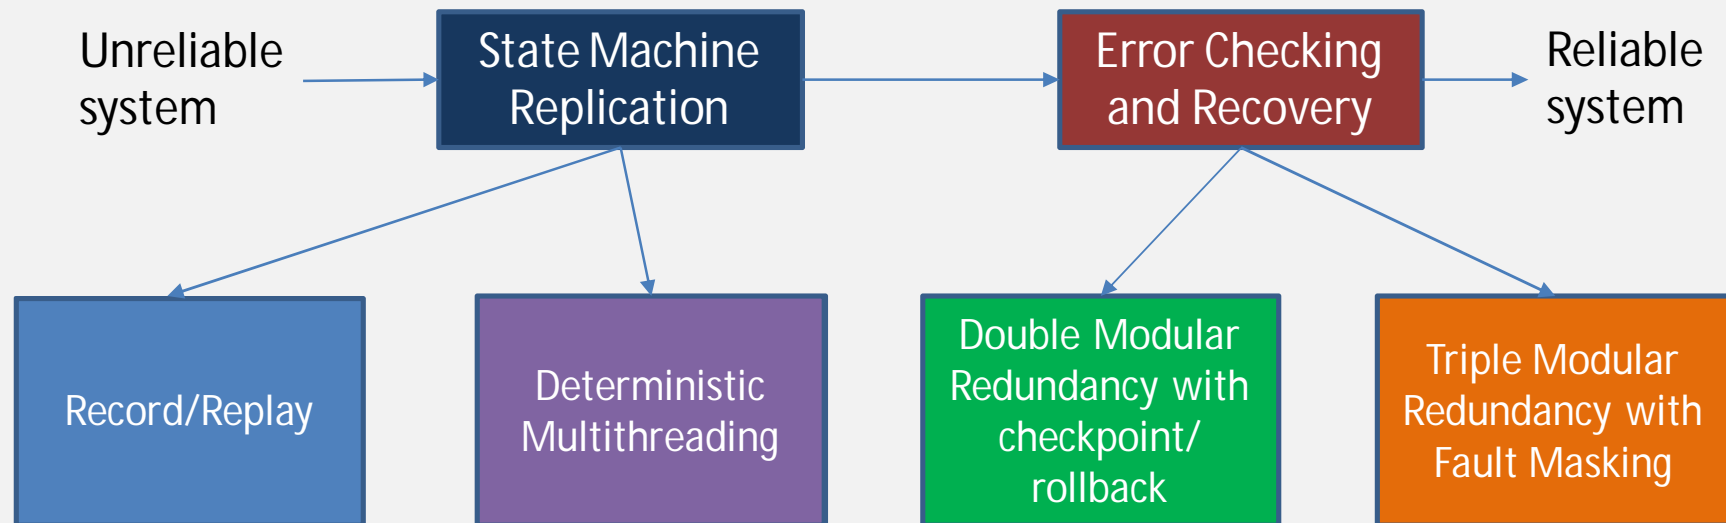 Unreliable
system
State Machine
Replication
Error Checking
and Recovery
Reliable
system
Record/Replay
Deterministic
Multithreading
Double Modular
Redundancy with
checkpoint/
rollback
Triple Modular
Redundancy with
Fault Masking